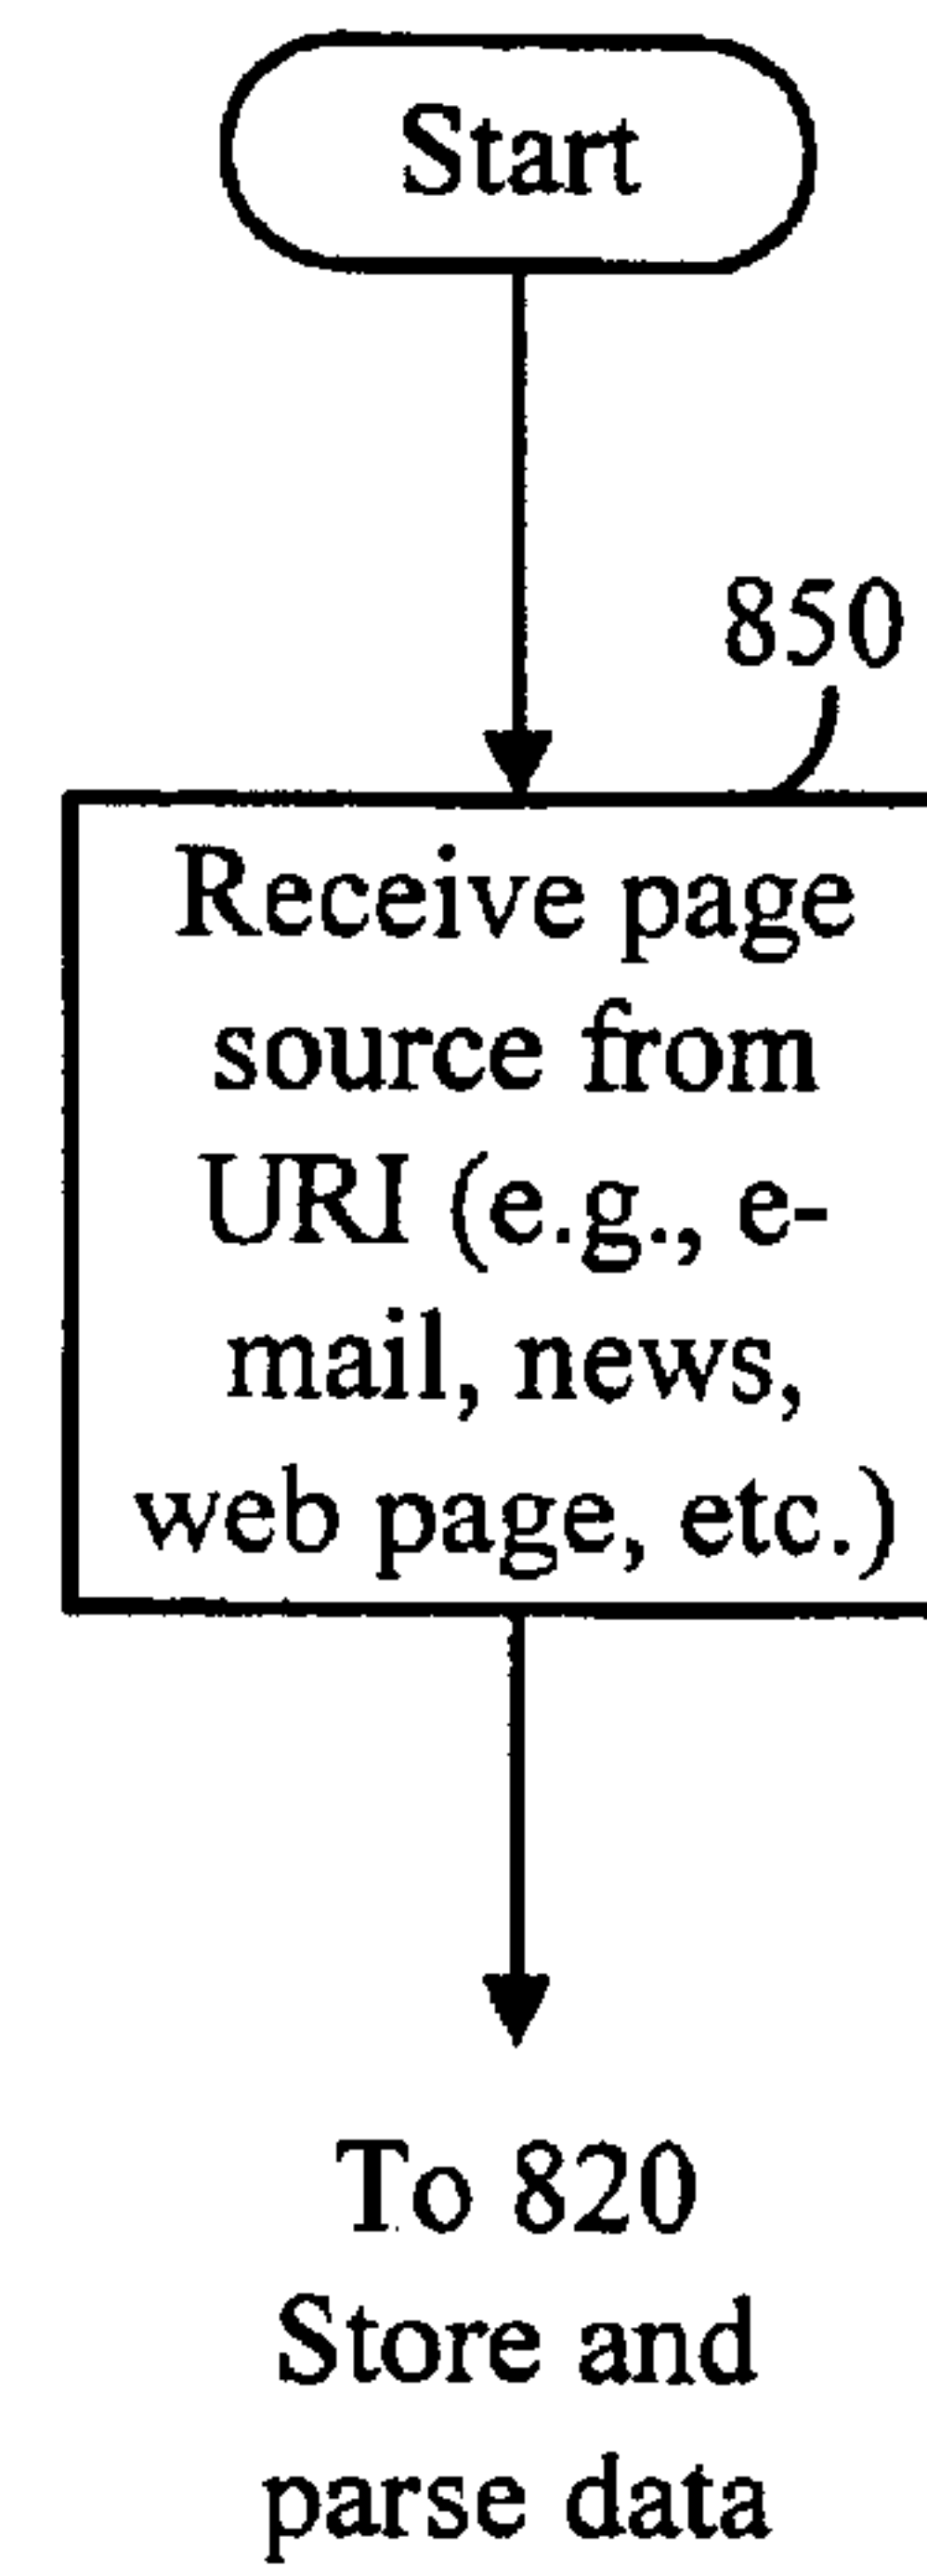 Start
850
Receive page
source from
URI (e.g., e-
mail, news,
web page, etc.)
To 820
Store and
parse data